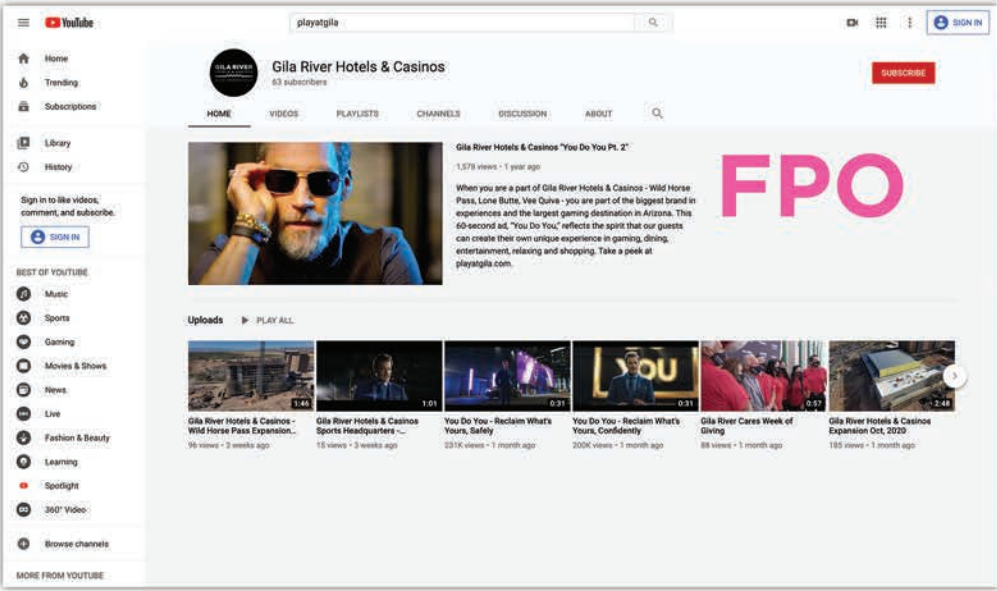 YouTube
playatgila
SIGN IN
Home
Trending
Subscriptions
Library
History
Sign in to like videos,
comment, and subscribe.
SIGN IN
BEST OF YOUTUBE
Music
Sports
Gaming
Movies & Shows
News
Live
Fashion & Beauty
Learning
Spotlight
360° Video
Browse channels
MORE FROM YOUTUBE
GILA RIVER
Gila River Hotels & Casinos
63 subscribers
SUBSCRIBE
HOME VIDEOS PLAYLISTS CHANNELS DISCUSSION ABOUT
Gila River Hotels & Casinos "You Do You Pt. 2"
1,578 views • 1 year ago
When you are a part of Gila River Hotels & Casinos - Wild Horse
Pass, Lone Butte, Vee Quiva - you are part of the biggest brand in
experiences and the largest gaming destination in Arizona. This
60-second ad, "You Do You," reflects the spirit that our guests
can create their own unique experience in gaming, dining,
entertainment, relaxing and shopping. Take a peek at
playatgila.com.
FPO
Uploads PLAY ALL
1:46
Gila River Hotels & Casinos -
Wild Horse Pass Expansion...
96 views • 2 weeks ago
1:01
Gila River Hotels & Casinos
Sports Headquarters -...
15 views • 3 weeks ago
0:31
You Do You - Reclaim What's
Yours, Safely
231K views • 1 month ago
YOU
0:31
You Do You - Reclaim What's
Yours, Confidently
200K views • 1 month ago
0:57
Gila River Cares Week of
Giving
88 views • 1 month ago
2:48
Gila River Hotels & Casinos
Expansion Oct, 2020
185 views • 1 month ago